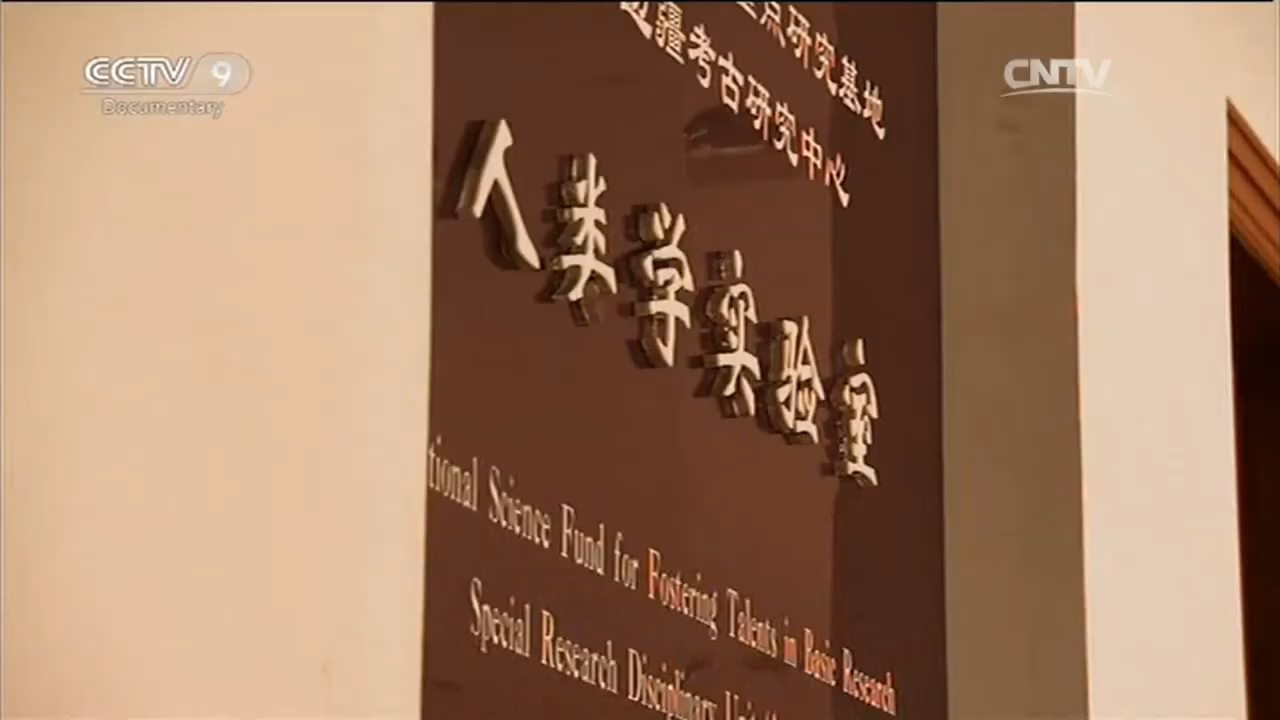 CCTV 9
Documentary
CNTV
点研究基地
边疆考古研究中心
人类学实验室
tional Science Fund for Fostering Talents in Basic Research
Special Research Disciplinary